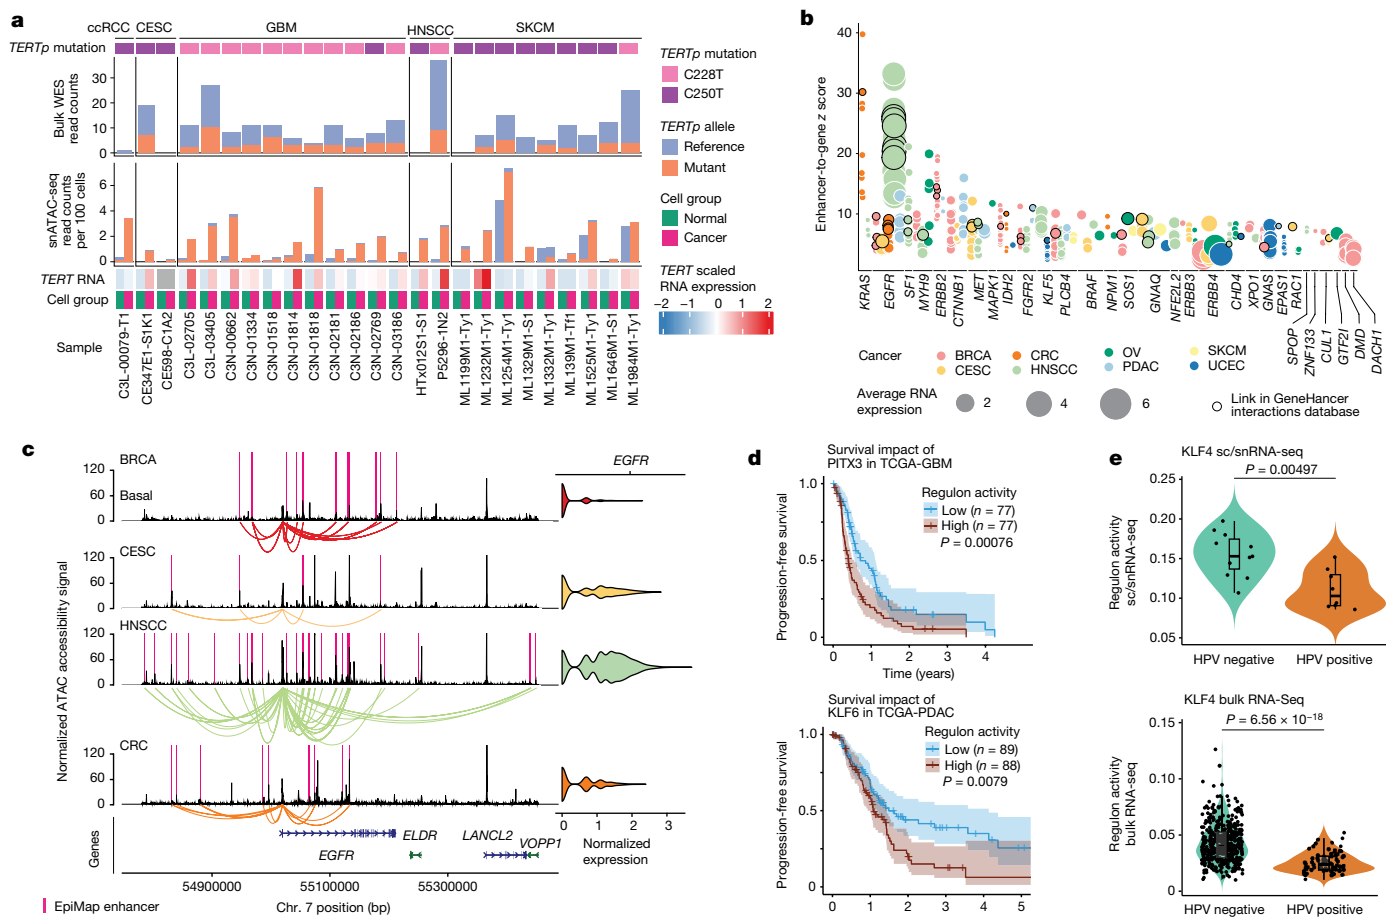 a
ccRCC CESC GBM HNSCC SKCM
TERTp mutation
Bulk WES
read counts
30
20
10
0
snATAC-seq
read counts
per 100 cells
6
4
2
0
TERT RNA
Cell group
Sample
C3L-00079-T1
CE347E1-S1K1
CE598-C1A2
C3L-02705
C3L-03405
C3N-00662
C3N-01334
C3N-01518
C3N-01814
C3N-01818
C3N-02181
C3N-02186
C3N-02769
C3N-03186
HTx012S1-S1
P5296-1N2
ML1199M1-Ty1
ML1232M1-Ty1
ML1254M1-Ty1
ML1329M1-S1
ML1332M1-Ty1
ML139M1-Tf1
ML1525M1-Ty1
ML1646M1-S1
ML1984M1-Ty1
TERTp mutation
C228T
C250T
TERTp allele
Reference
Mutant
Cell group
Normal
Cancer
TERT scaled
RNA expression
−2 −1 0 1 2
b
Enhancer-to-gene z score
40
30
20
10
KRAS
EGFR
SF1
MYH9
ERBB2
CTNNB1
MET
MAPK1
IDH2
FGFR2
KLF5
PLCB4
BRAF
NPM1
SOS1
GNAQ
NFE2L2
ERBB3
ERBB4
CHD4
XPO1
GNAS
EPAS1
RAC1
SPOP
ZNF133
CUL1
GTF2I
DMD
DACH1
Cancer
BRCA CRC OV SKCM
CESC HNSCC PDAC UCEC
Average RNA
expression
2 4 6
Link in GeneHancer
interactions database
c
Normalized ATAC accessibility signal
BRCA
Basal
120
60
0
CESC
120
60
0
HNSCC
120
60
0
CRC
120
60
0
EGFR
0 1 2 3
Normalized
expression
Genes
EGFR
ELDR
LANCL2
VOPP1
54900000 55100000 55300000
Chr. 7 position (bp)
EpiMap enhancer
d
Survival impact of
PITX3 in TCGA-GBM
Regulon activity
Low (n = 77)
High (n = 77)
P = 0.00076
Progression-free survival
1.0
0.5
0
0 1 2 3 4
Time (years)
Survival impact of
KLF6 in TCGA-PDAC
Regulon activity
Low (n = 89)
High (n = 88)
P = 0.0079
Progression-free survival
1.0
0.5
0
0 1 2 3 4 5
e
KLF4 sc/snRNA-seq
P = 0.00497
Regulon activity
sc/snRNA-seq
0.25
0.20
0.15
0.10
0.05
HPV negative HPV positive
KLF4 bulk RNA-Seq
P = 6.56 × 10⁻¹⁸
Regulon activity
bulk RNA-seq
0.15
0.10
0.05
0
HPV negative HPV positive